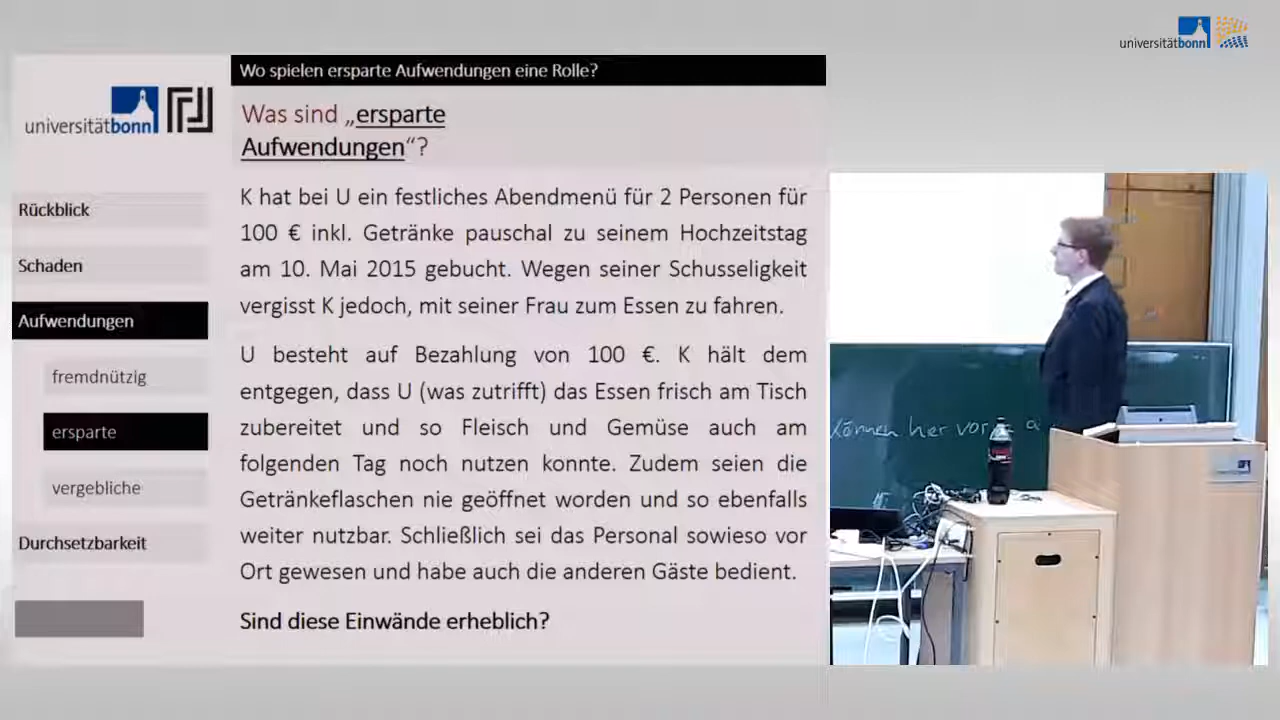 universitätbonn
Wo spielen ersparte Aufwendungen eine Rolle?
universitätbonn
Rückblick
Schaden
Aufwendungen
fremdnützig
ersparte
vergebliche
Durchsetzbarkeit
Was sind „ersparte
Aufwendungen“?
K hat bei U ein festliches Abendmenü für 2 Personen für
100 € inkl. Getränke pauschal zu seinem Hochzeitstag
am 10. Mai 2015 gebucht. Wegen seiner Schusseligkeit
vergisst K jedoch, mit seiner Frau zum Essen zu fahren.
U besteht auf Bezahlung von 100 €. K hält dem
entgegen, dass U (was zutrifft) das Essen frisch am Tisch
zubereitet und so Fleisch und Gemüse auch am
folgenden Tag noch nutzen konnte. Zudem seien die
Getränkeflaschen nie geöffnet worden und so ebenfalls
weiter nutzbar. Schließlich sei das Personal sowieso vor
Ort gewesen und habe auch die anderen Gäste bedient.
Sind diese Einwände erheblich?
können her vor